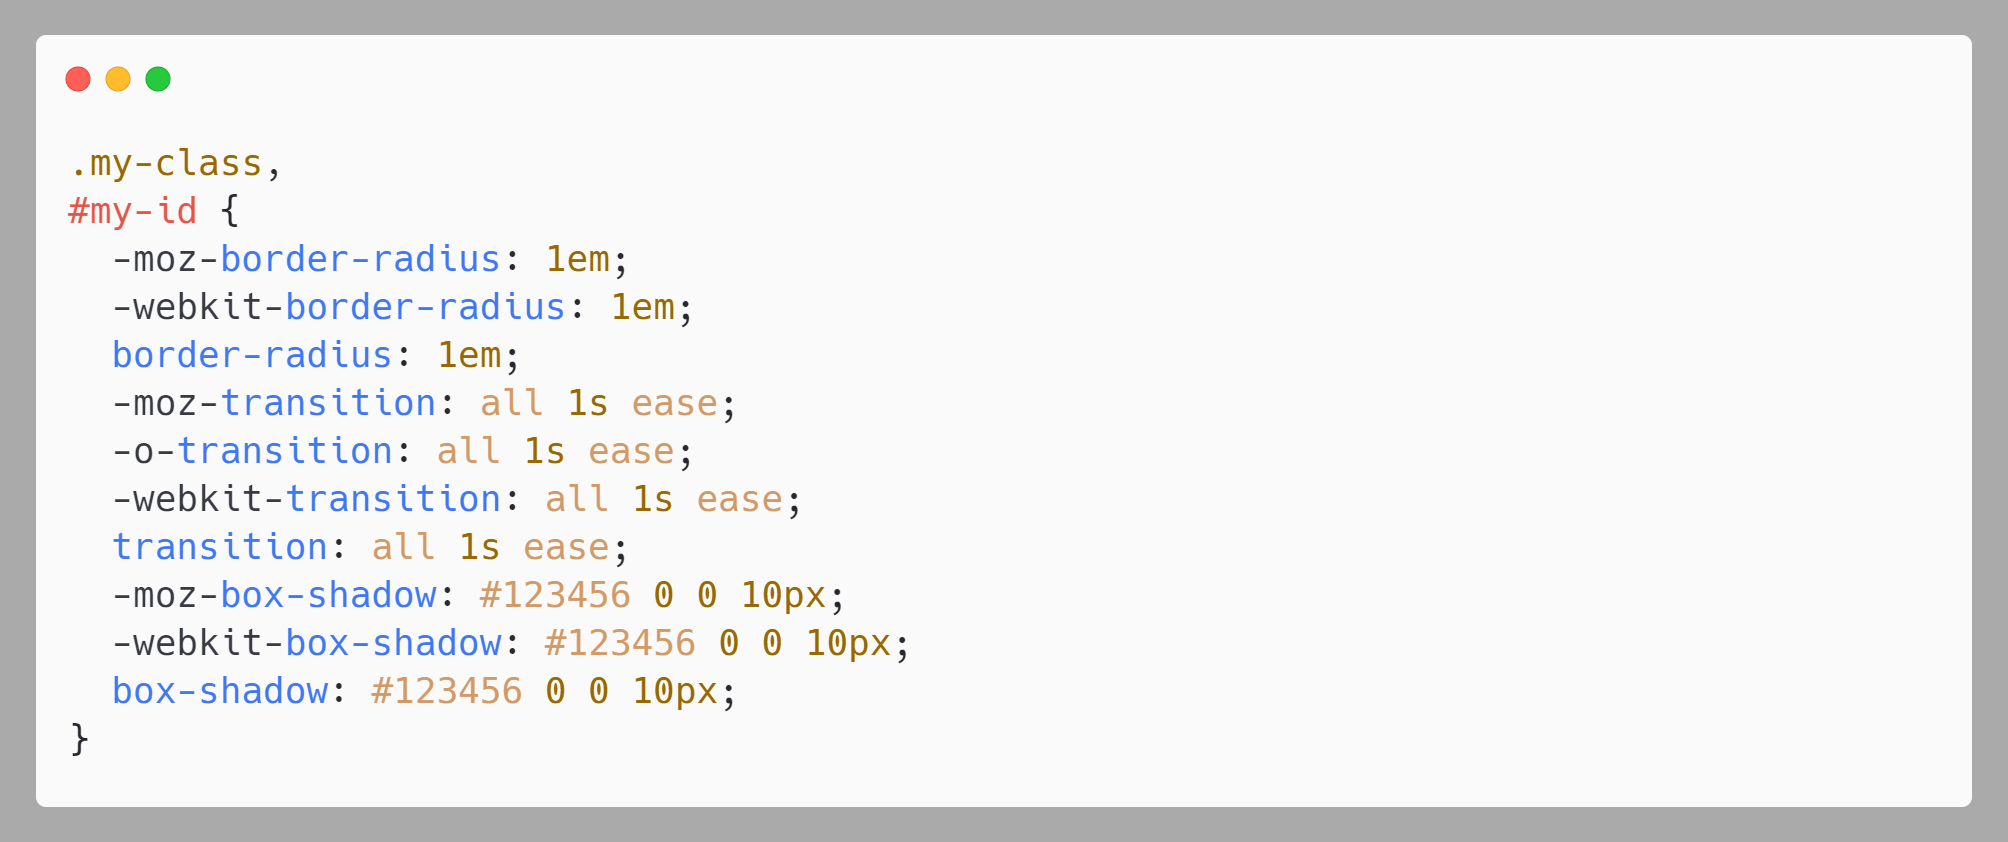 .my-class,
#my-id {
  -moz-border-radius: 1em;
  -webkit-border-radius: 1em;
  border-radius: 1em;
  -moz-transition: all 1s ease;
  -o-transition: all 1s ease;
  -webkit-transition: all 1s ease;
  transition: all 1s ease;
  -moz-box-shadow: #123456 0 0 10px;
  -webkit-box-shadow: #123456 0 0 10px;
  box-shadow: #123456 0 0 10px;
}